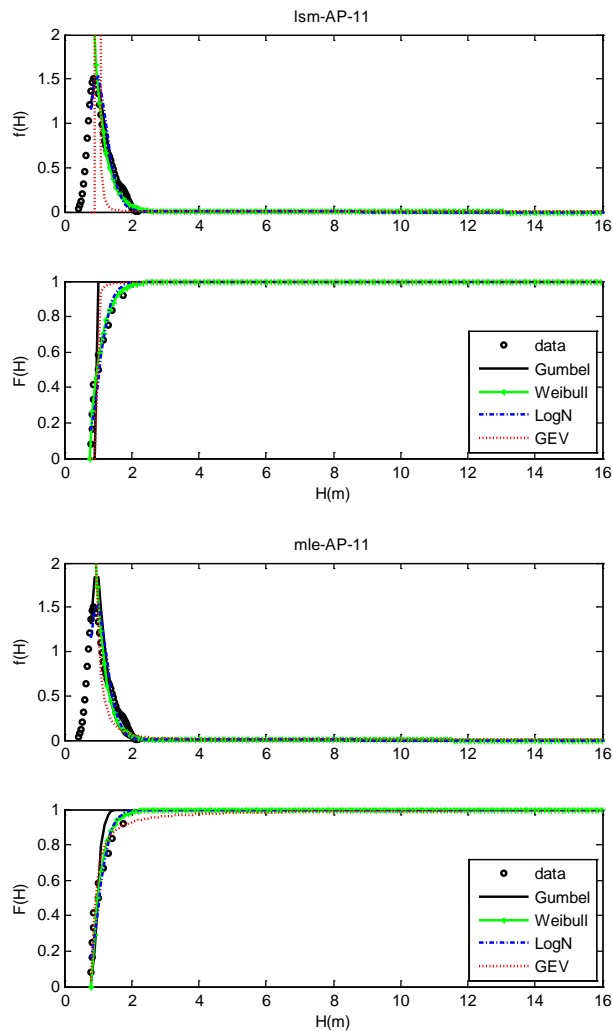 lsm-AP-11
2
1.5
1
0.5
0
f(H)
0 2 4 6 8 10 12 14 16
1
0.8
0.6
0.4
0.2
0
F(H)
data
Gumbel
Weibull
LogN
GEV
0 2 4 6 8 10 12 14 16
H(m)
mle-AP-11
2
1.5
1
0.5
0
f(H)
0 2 4 6 8 10 12 14 16
1
0.8
0.6
0.4
0.2
0
F(H)
data
Gumbel
Weibull
LogN
GEV
0 2 4 6 8 10 12 14 16
H(m)